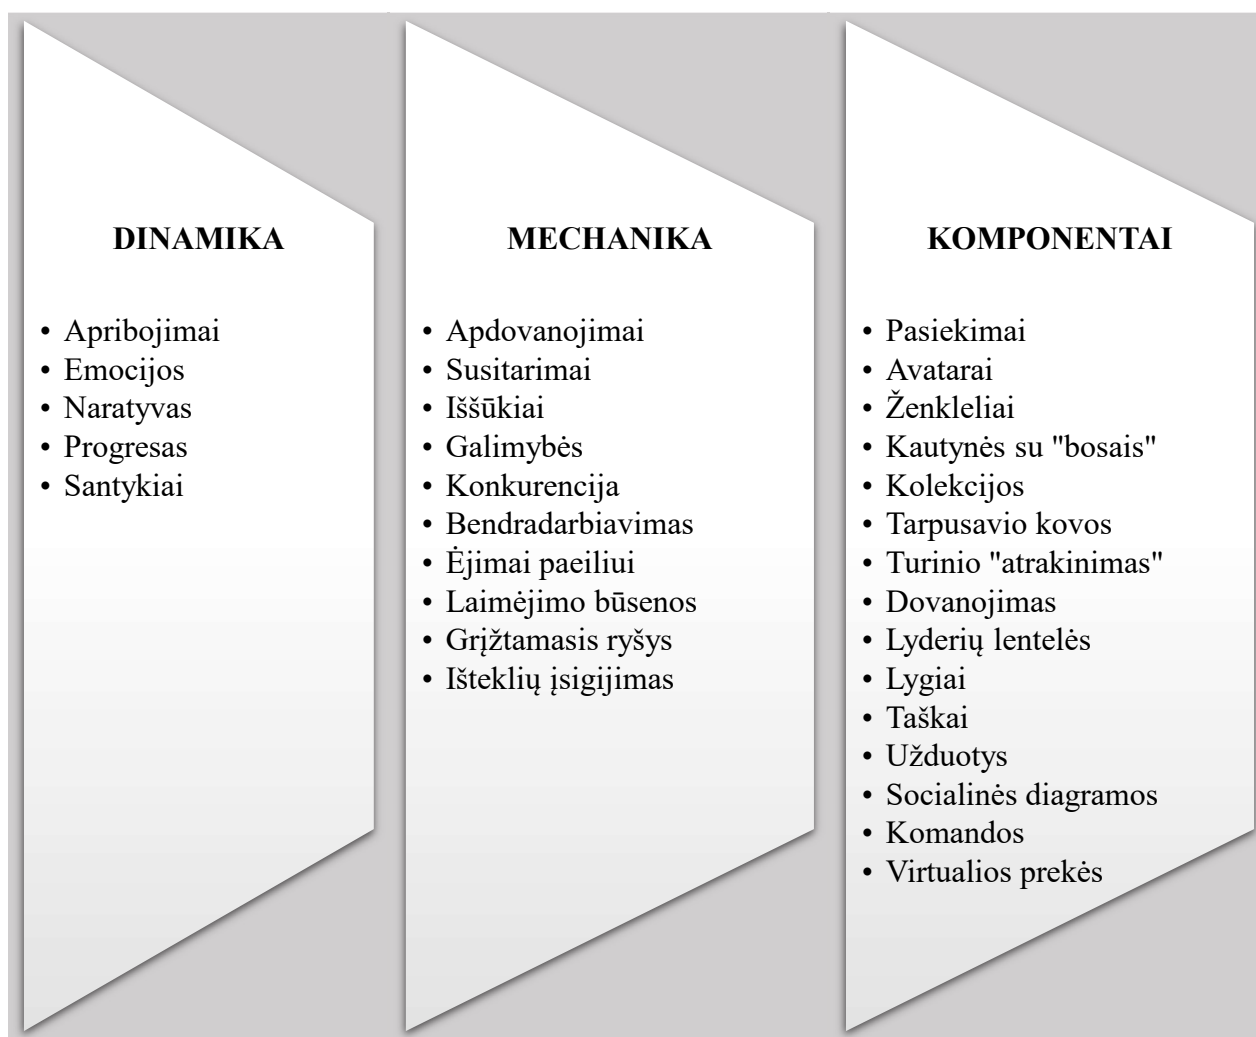 DINAMIKA
• Apribojimai
• Emocijos
• Naratyvas
• Progresas
• Santykiai
MECHANIKA
• Apdovanojimai
• Susitarimai
• Iššūkiai
• Galimybės
• Konkurencija
• Bendradarbiavimas
• Ėjimai paeiliui
• Laimėjimo būsenos
• Grįžtamasis ryšys
• Išteklių įsigijimas
KOMPONENTAI
• Pasiekimai
• Avatarai
• Ženkleliai
• Kautynės su "bosais"
• Kolekcijos
• Tarpusavio kovos
• Turinio "atrakinimas"
• Dovanojimas
• Lyderių lentelės
• Lygiai
• Taškai
• Užduotys
• Socialinės diagramos
• Komandos
• Virtualios prekės